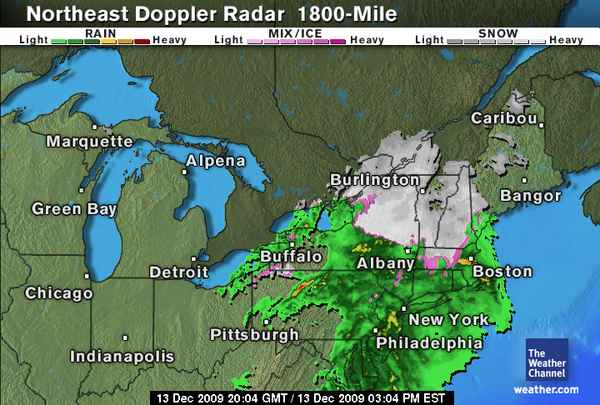 Northeast Doppler Radar 1800-Mile
Light RAIN Heavy Light MIX/ICE Heavy Light SNOW Heavy
Caribou
Marquette
Alpena
Burlington
Bangor
Green Bay
Buffalo
Albany
Boston
Detroit
Chicago
New York
Pittsburgh
Philadelphia
Indianapolis
The
Weather
Channel
weather.com
13 Dec 2009 20:04 GMT / 13 Dec 2009 03:04 PM EST